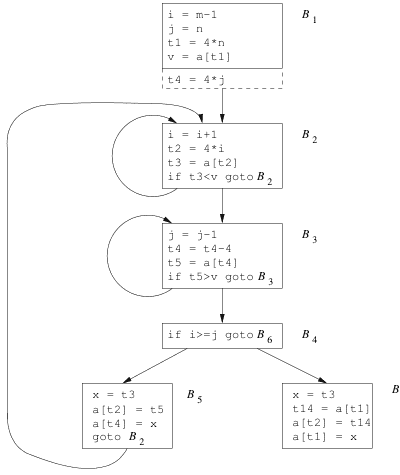 i = m-1
j = n
t1 = 4*n
v = a[t1]
B1
t4 = 4*j
i = i+1
t2 = 4*i
t3 = a[t2]
if t3<v goto B2
B2
j = j-1
t4 = t4-4
t5 = a[t4]
if t5>v goto B3
B3
if i>=j goto B6
B4
x = t3
a[t2] = t5
a[t4] = x
goto B2
B5
x = t3
t14 = a[t1]
a[t2] = t14
a[t1] = x
B